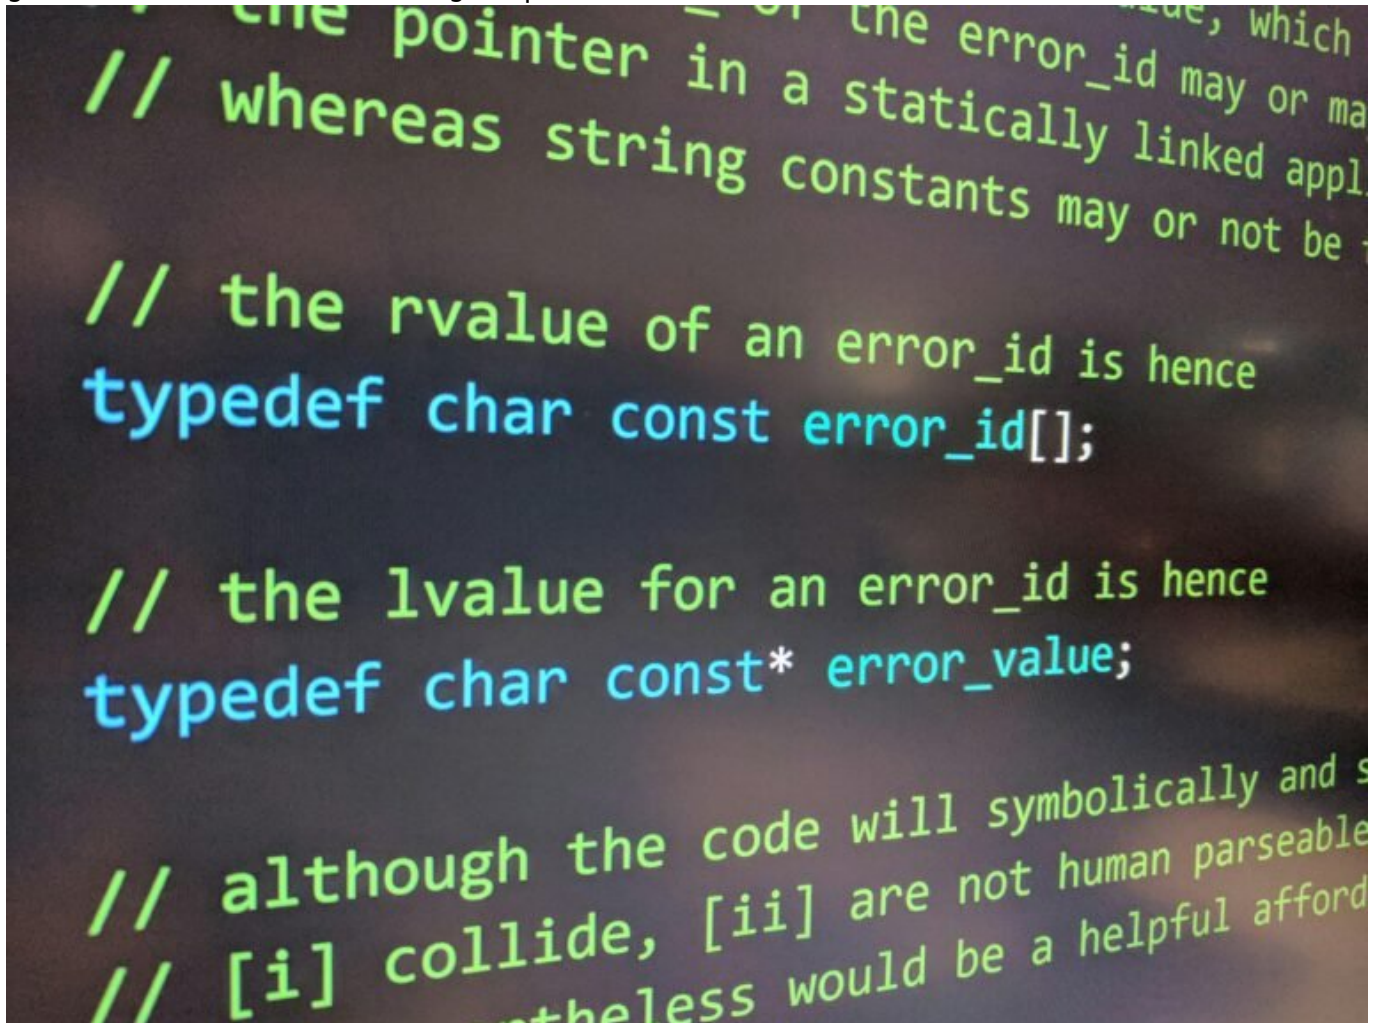 the pointer in a statically linked
// whereas string constants may or not be
// the rvalue of an error_id is hence
typedef char const error_id[];
// the lvalue for an error_id is hence
typedef char const* error_value;
// although the code will symbolically and
// [i] collide, [ii] are not human parseable
would be a helpful